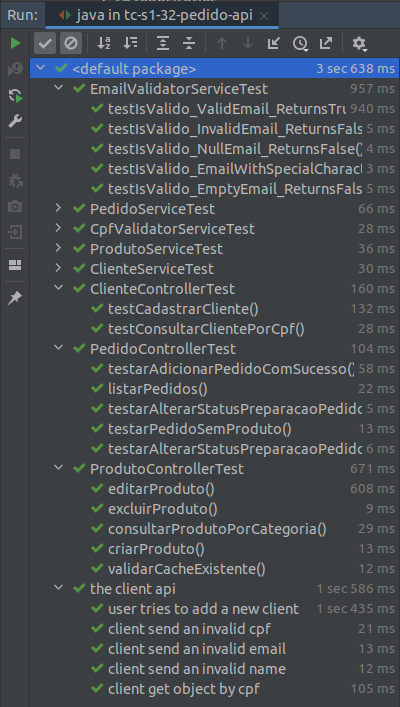 Run: java in tc-s1-32-pedido-api
<default package> 3 sec 638 ms
EmailValidatorServiceTest 957 ms
testIsValido_ValidEmail_ReturnsTru 940 ms
testIsValido_InvalidEmail_ReturnsFals 5 ms
testIsValido_NullEmail_ReturnsFalse() 4 ms
testIsValido_EmailWithSpecialCharact 3 ms
testIsValido_EmptyEmail_ReturnsFals 5 ms
PedidoServiceTest 66 ms
CpfValidatorServiceTest 28 ms
ProdutoServiceTest 36 ms
ClienteServiceTest 30 ms
ClienteControllerTest 160 ms
testCadastrarCliente() 132 ms
testConsultarClientePorCpf() 28 ms
PedidoControllerTest 104 ms
testarAdicionarPedidoComSucesso() 58 ms
listarPedidos() 22 ms
testarAlterarStatusPreparacaoPedido 5 ms
testarPedidoSemProduto() 13 ms
testarAlterarStatusPreparacaoPedido 6 ms
ProdutoControllerTest 671 ms
editarProduto() 608 ms
excluirProduto() 9 ms
consultarProdutoPorCategoria() 29 ms
criarProduto() 13 ms
validarCacheExistente() 12 ms
the client api 1 sec 586 ms
user tries to add a new client 1 sec 435 ms
client send an invalid cpf 21 ms
client send an invalid email 13 ms
client send an invalid name 12 ms
client get object by cpf 105 ms